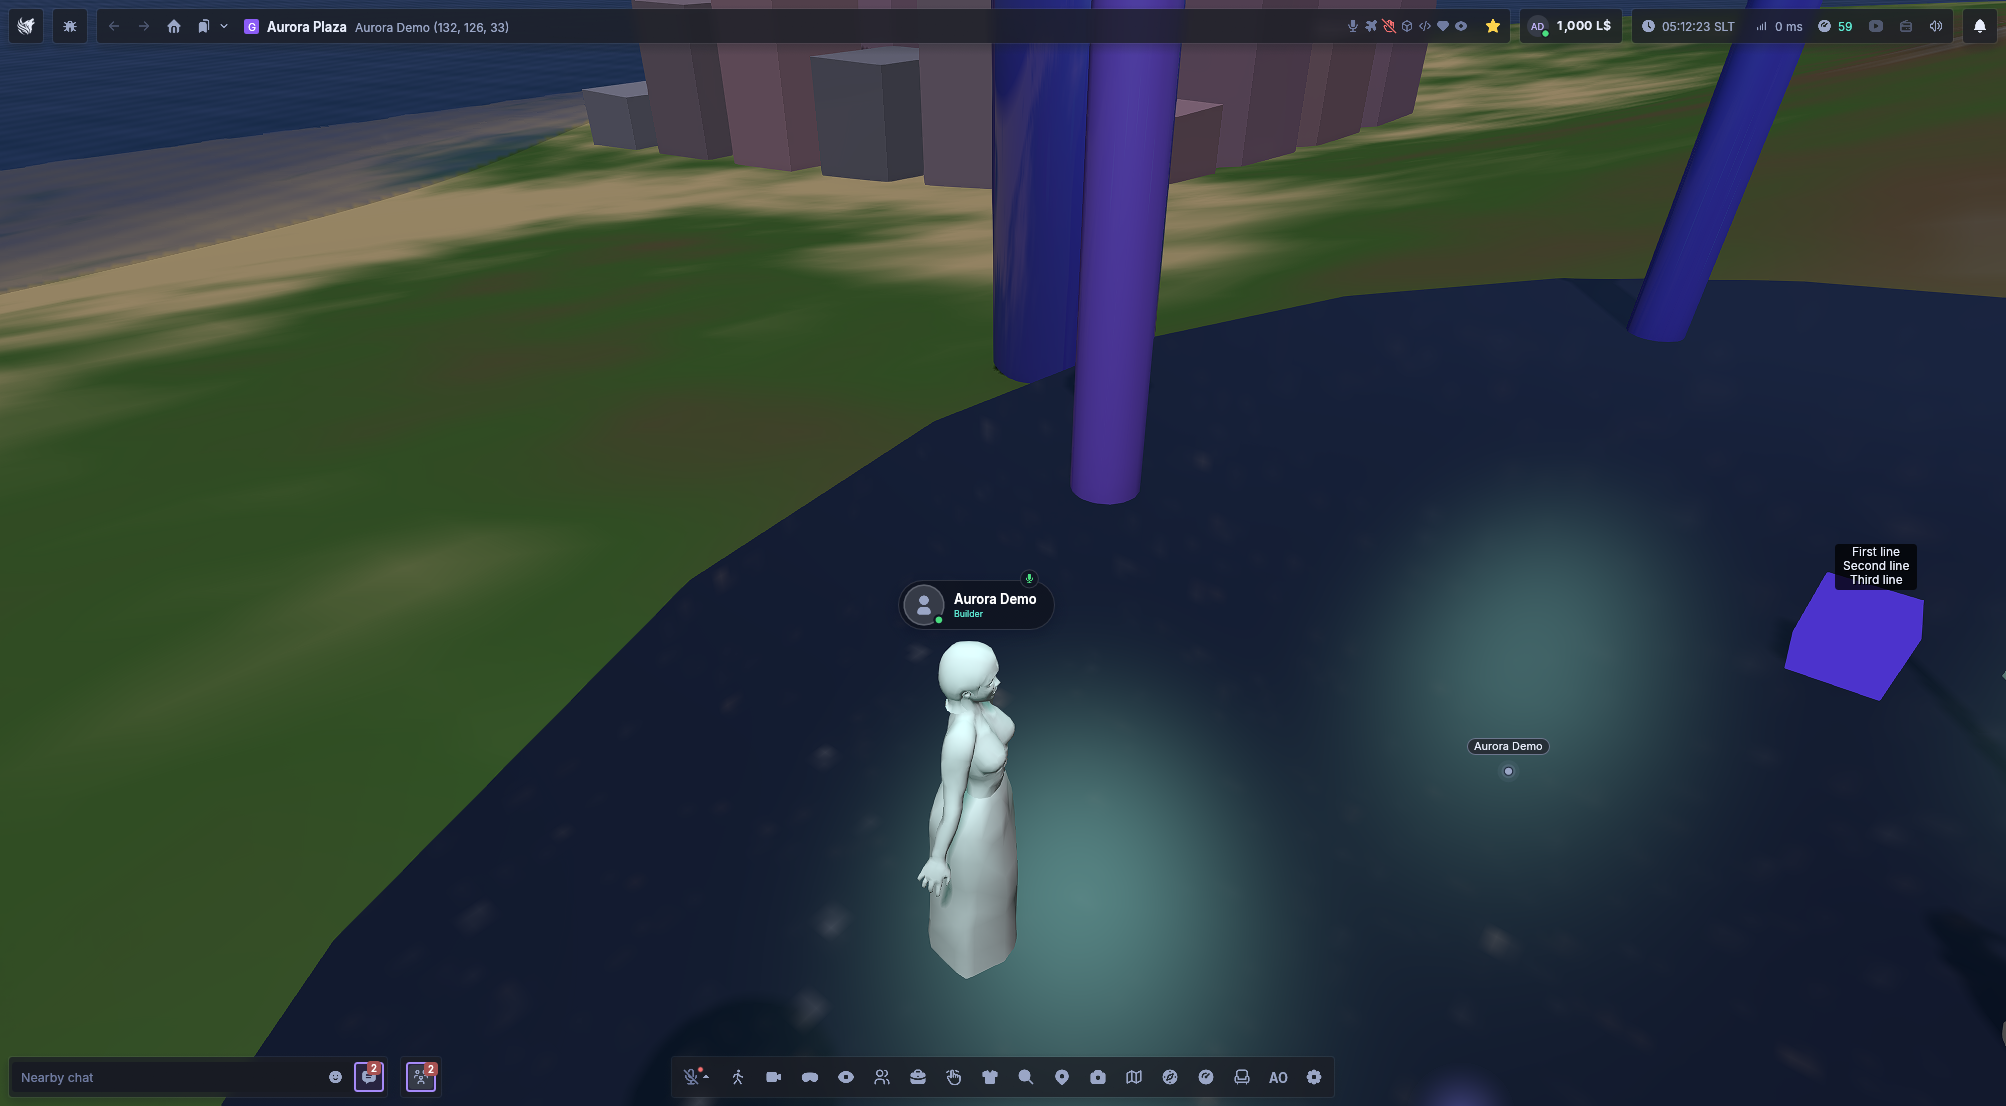 G Aurora Plaza Aurora Demo (132, 126, 33)
AD 1,000 L$
05:12:23 SLT 0 ms 59
First line
Second line
Third line
Aurora Demo
Builder
Aurora Demo
Nearby chat
2
2
AO